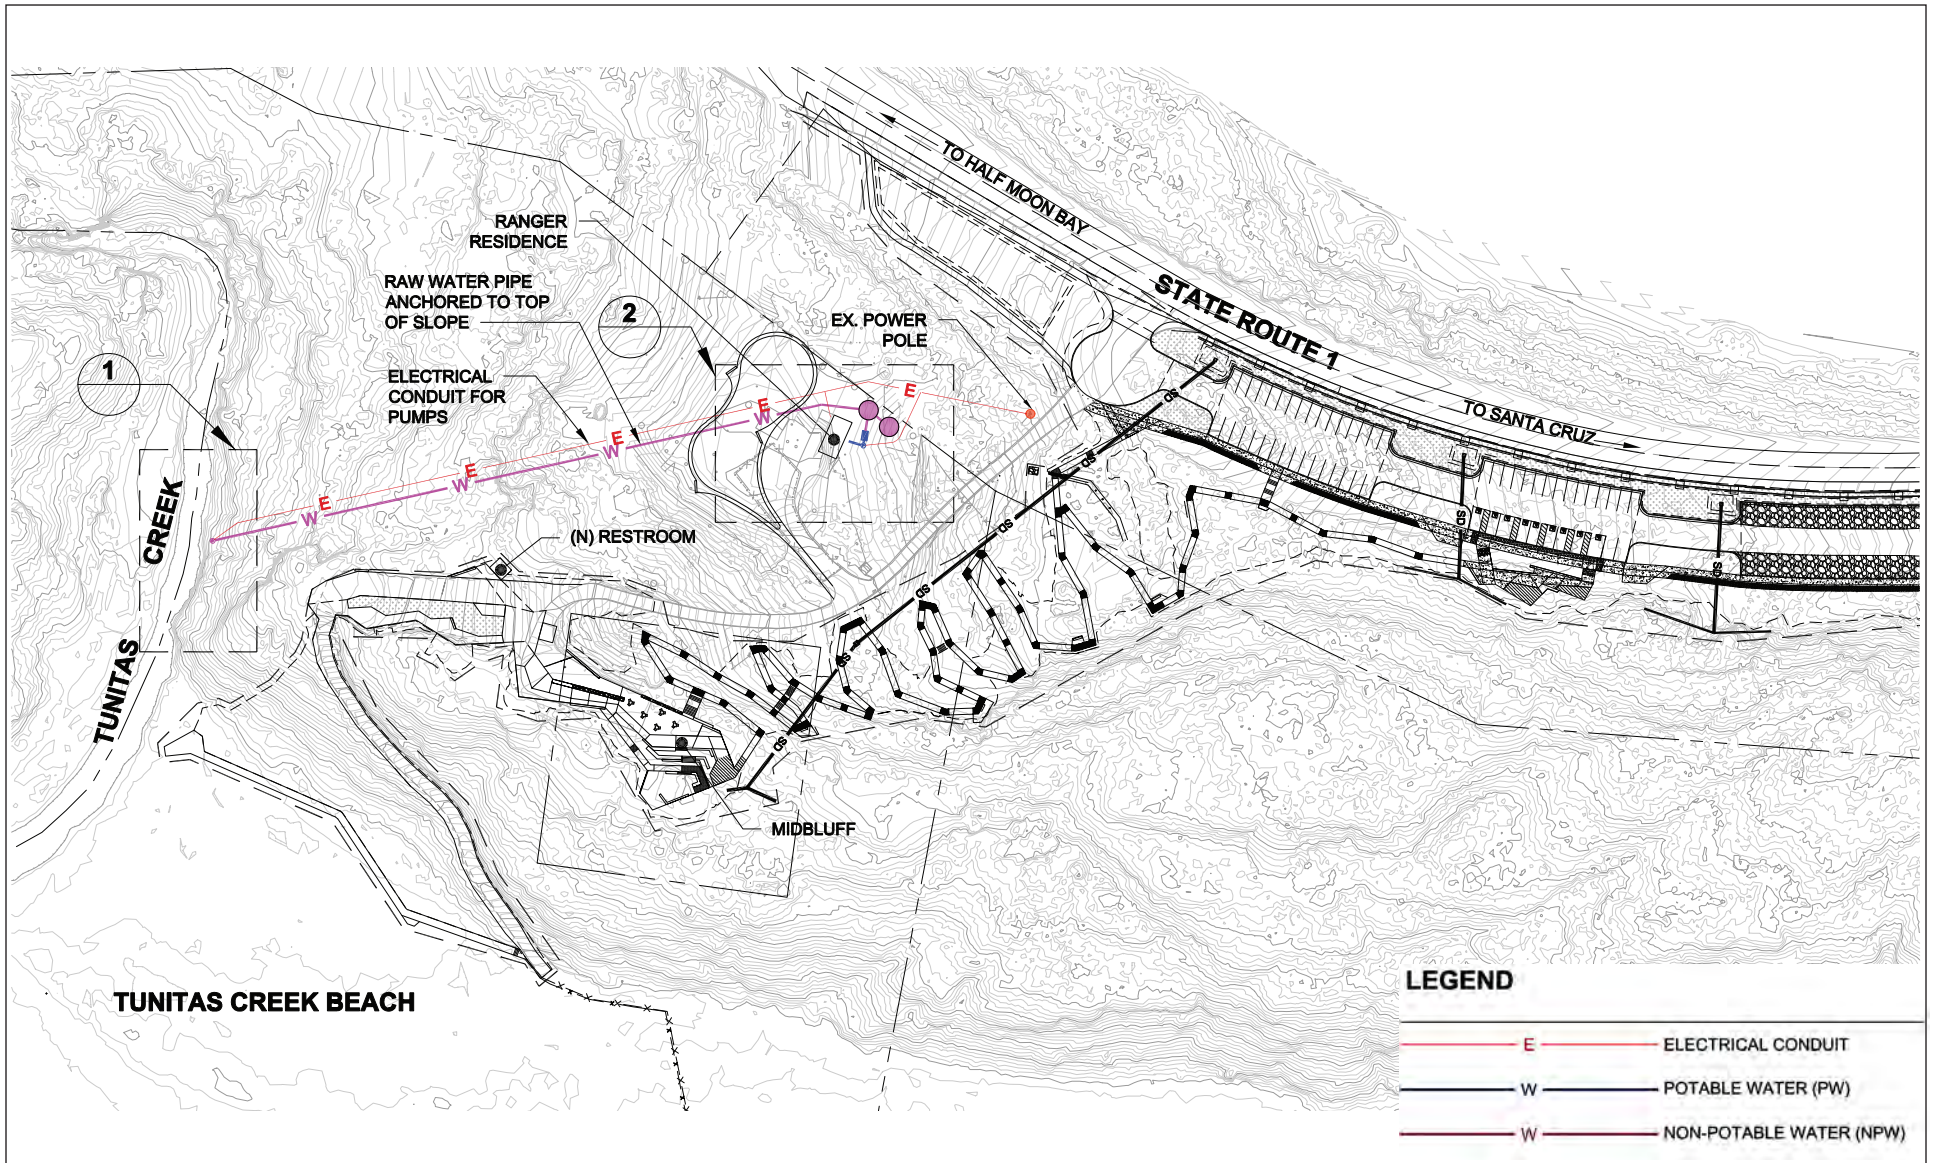 TO HALF MOON BAY
STATE ROUTE 1
TO SANTA CRUZ
RANGER
RESIDENCE
RAW WATER PIPE
ANCHORED TO TOP
OF SLOPE
2
EX. POWER
POLE
1
ELECTRICAL
CONDUIT FOR
PUMPS
E
E
E
E
E
W
W
W
W
SD
SD
SD
SD
SD
SD
SD
SD
(N) RESTROOM
TUNITAS
CREEK
MIDBLUFF
TUNITAS CREEK BEACH
LEGEND
E
ELECTRICAL CONDUIT
W
POTABLE WATER (PW)
W
NON-POTABLE WATER (NPW)